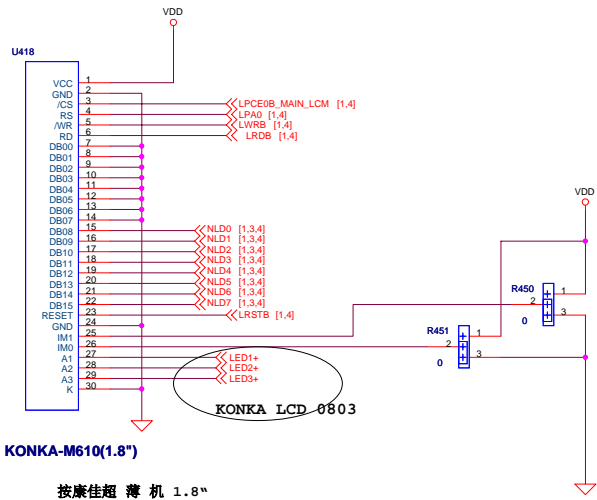 VDD
U418
VCC 1
GND 2
/CS 3 LPCE0B_MAIN_LCM [1,4]
RS 4 LPA0 [1,4]
/WR 5 LWRB [1,4]
RD 6 LRDB [1,4]
DB00 7
DB01 8
DB02 9
DB03 10
DB04 11
DB05 12
DB06 13
DB07 14
DB08 15 NLD0 [1,3,4]
DB09 16 NLD1 [1,3,4]
DB10 17 NLD2 [1,3,4]
DB11 18 NLD3 [1,3,4]
DB12 19 NLD4 [1,3,4]
DB13 20 NLD5 [1,3,4]
DB14 21 NLD6 [1,3,4]
DB15 22 NLD7 [1,3,4]
RESET 23 LRSTB [1,4]
GND 24
IM1 25
IM0 26
A1 27 LED1+
A2 28 LED2+
A3 29 LED3+
K 30
VDD
R450
1
2
3
0
R451
1
2
3
0
KONKA LCD 0803
KONKA-M610(1.8")
按康佳超 薄 机 1.8“